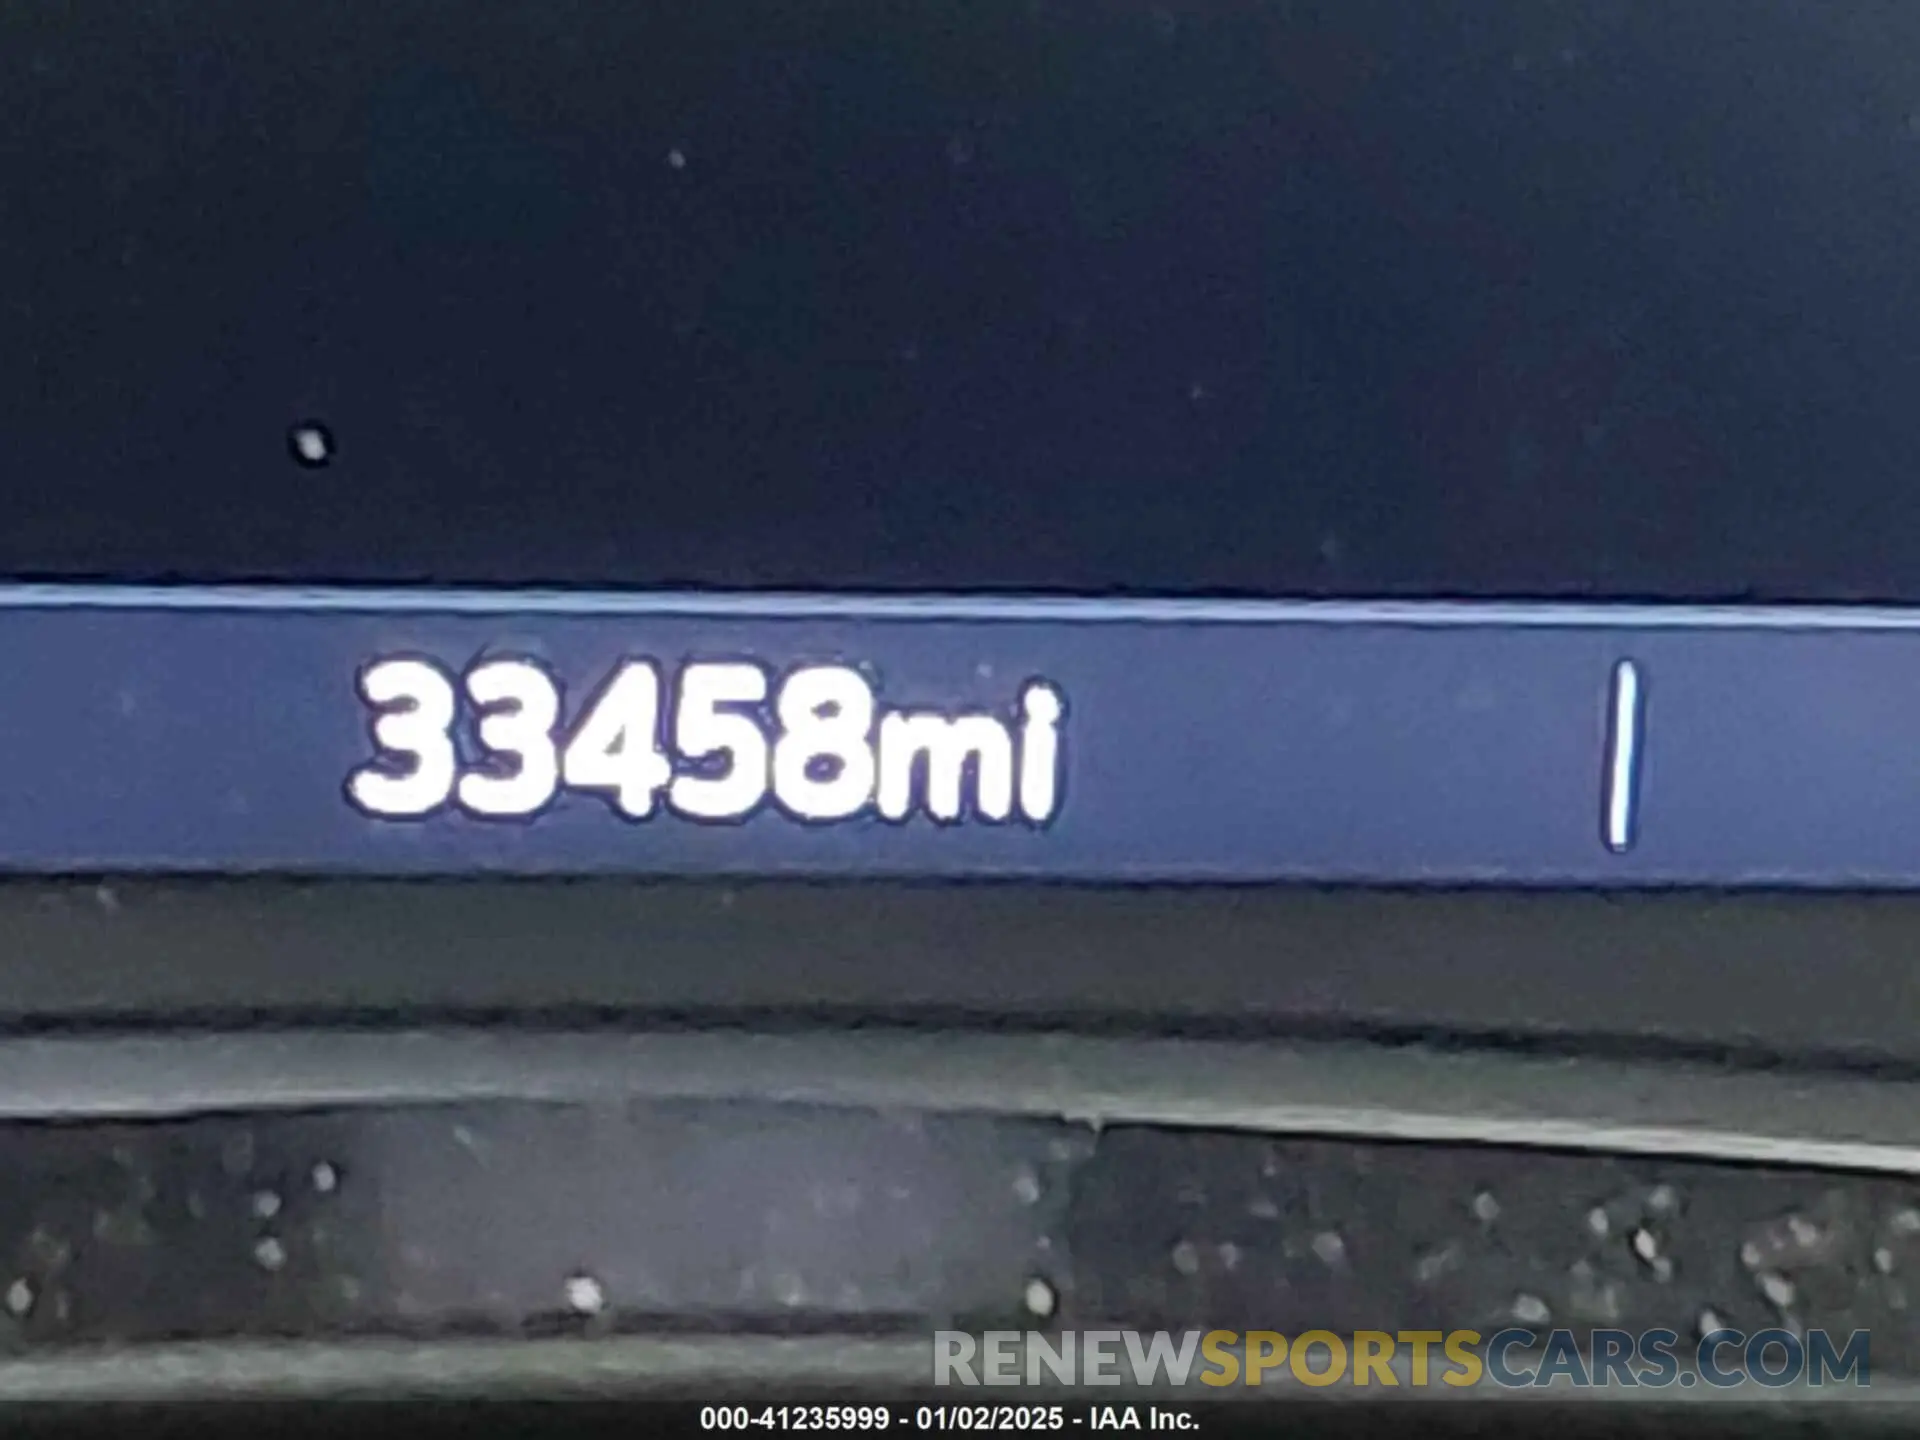 33458mi
RENEWSPORTSCARS.COM
000-41235999 - 01/02/2025 - IAA Inc.